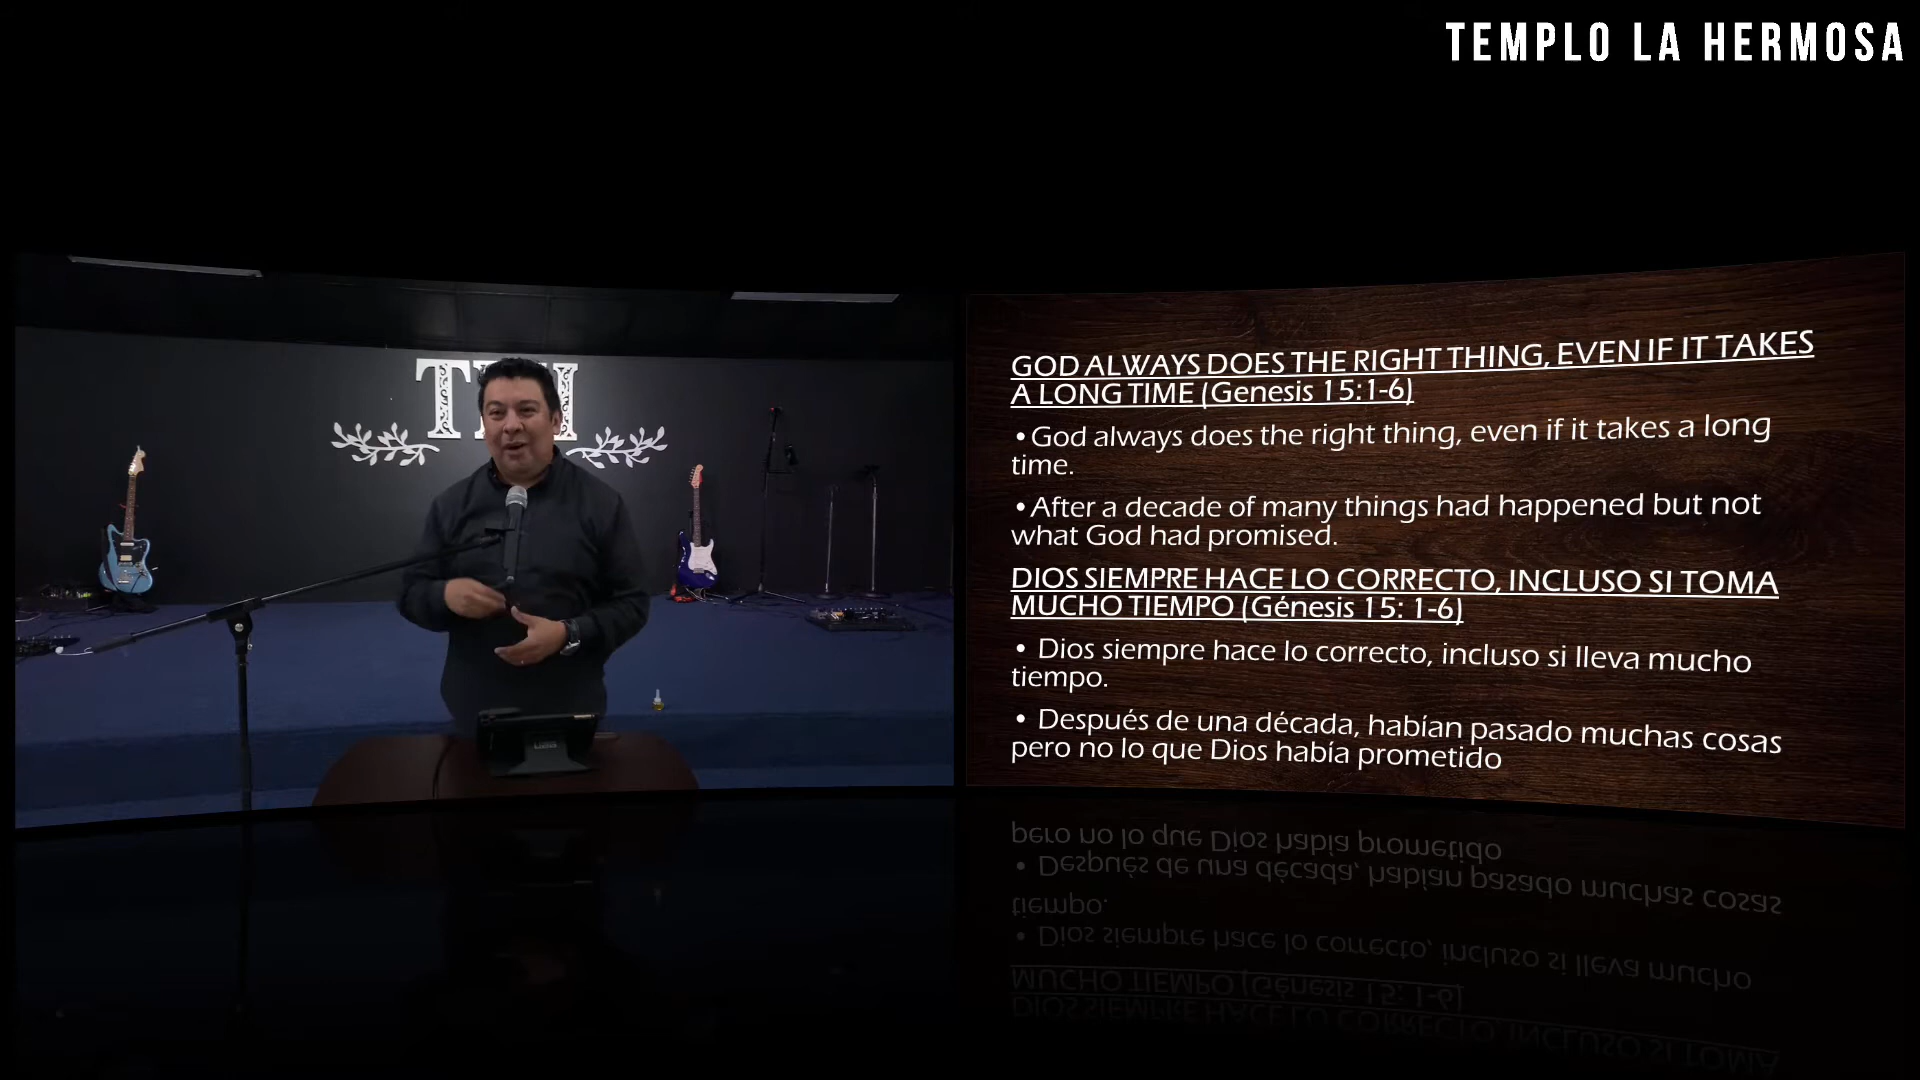 TEMPLO LA HERMOSA
GOD ALWAYS DOES THE RIGHT THING, EVEN IF IT TAKES
A LONG TIME (Genesis 15:1-6)
•God always does the right thing, even if it takes a long
time.
•After a decade of many things had happened but not
what God had promised.
DIOS SIEMPRE HACE LO CORRECTO, INCLUSO SI TOMA
MUCHO TIEMPO (Génesis 15: 1-6)
• Dios siempre hace lo correcto, incluso si lleva mucho
tiempo.
• Después de una década, habían pasado muchas cosas
pero no lo que Dios había prometido